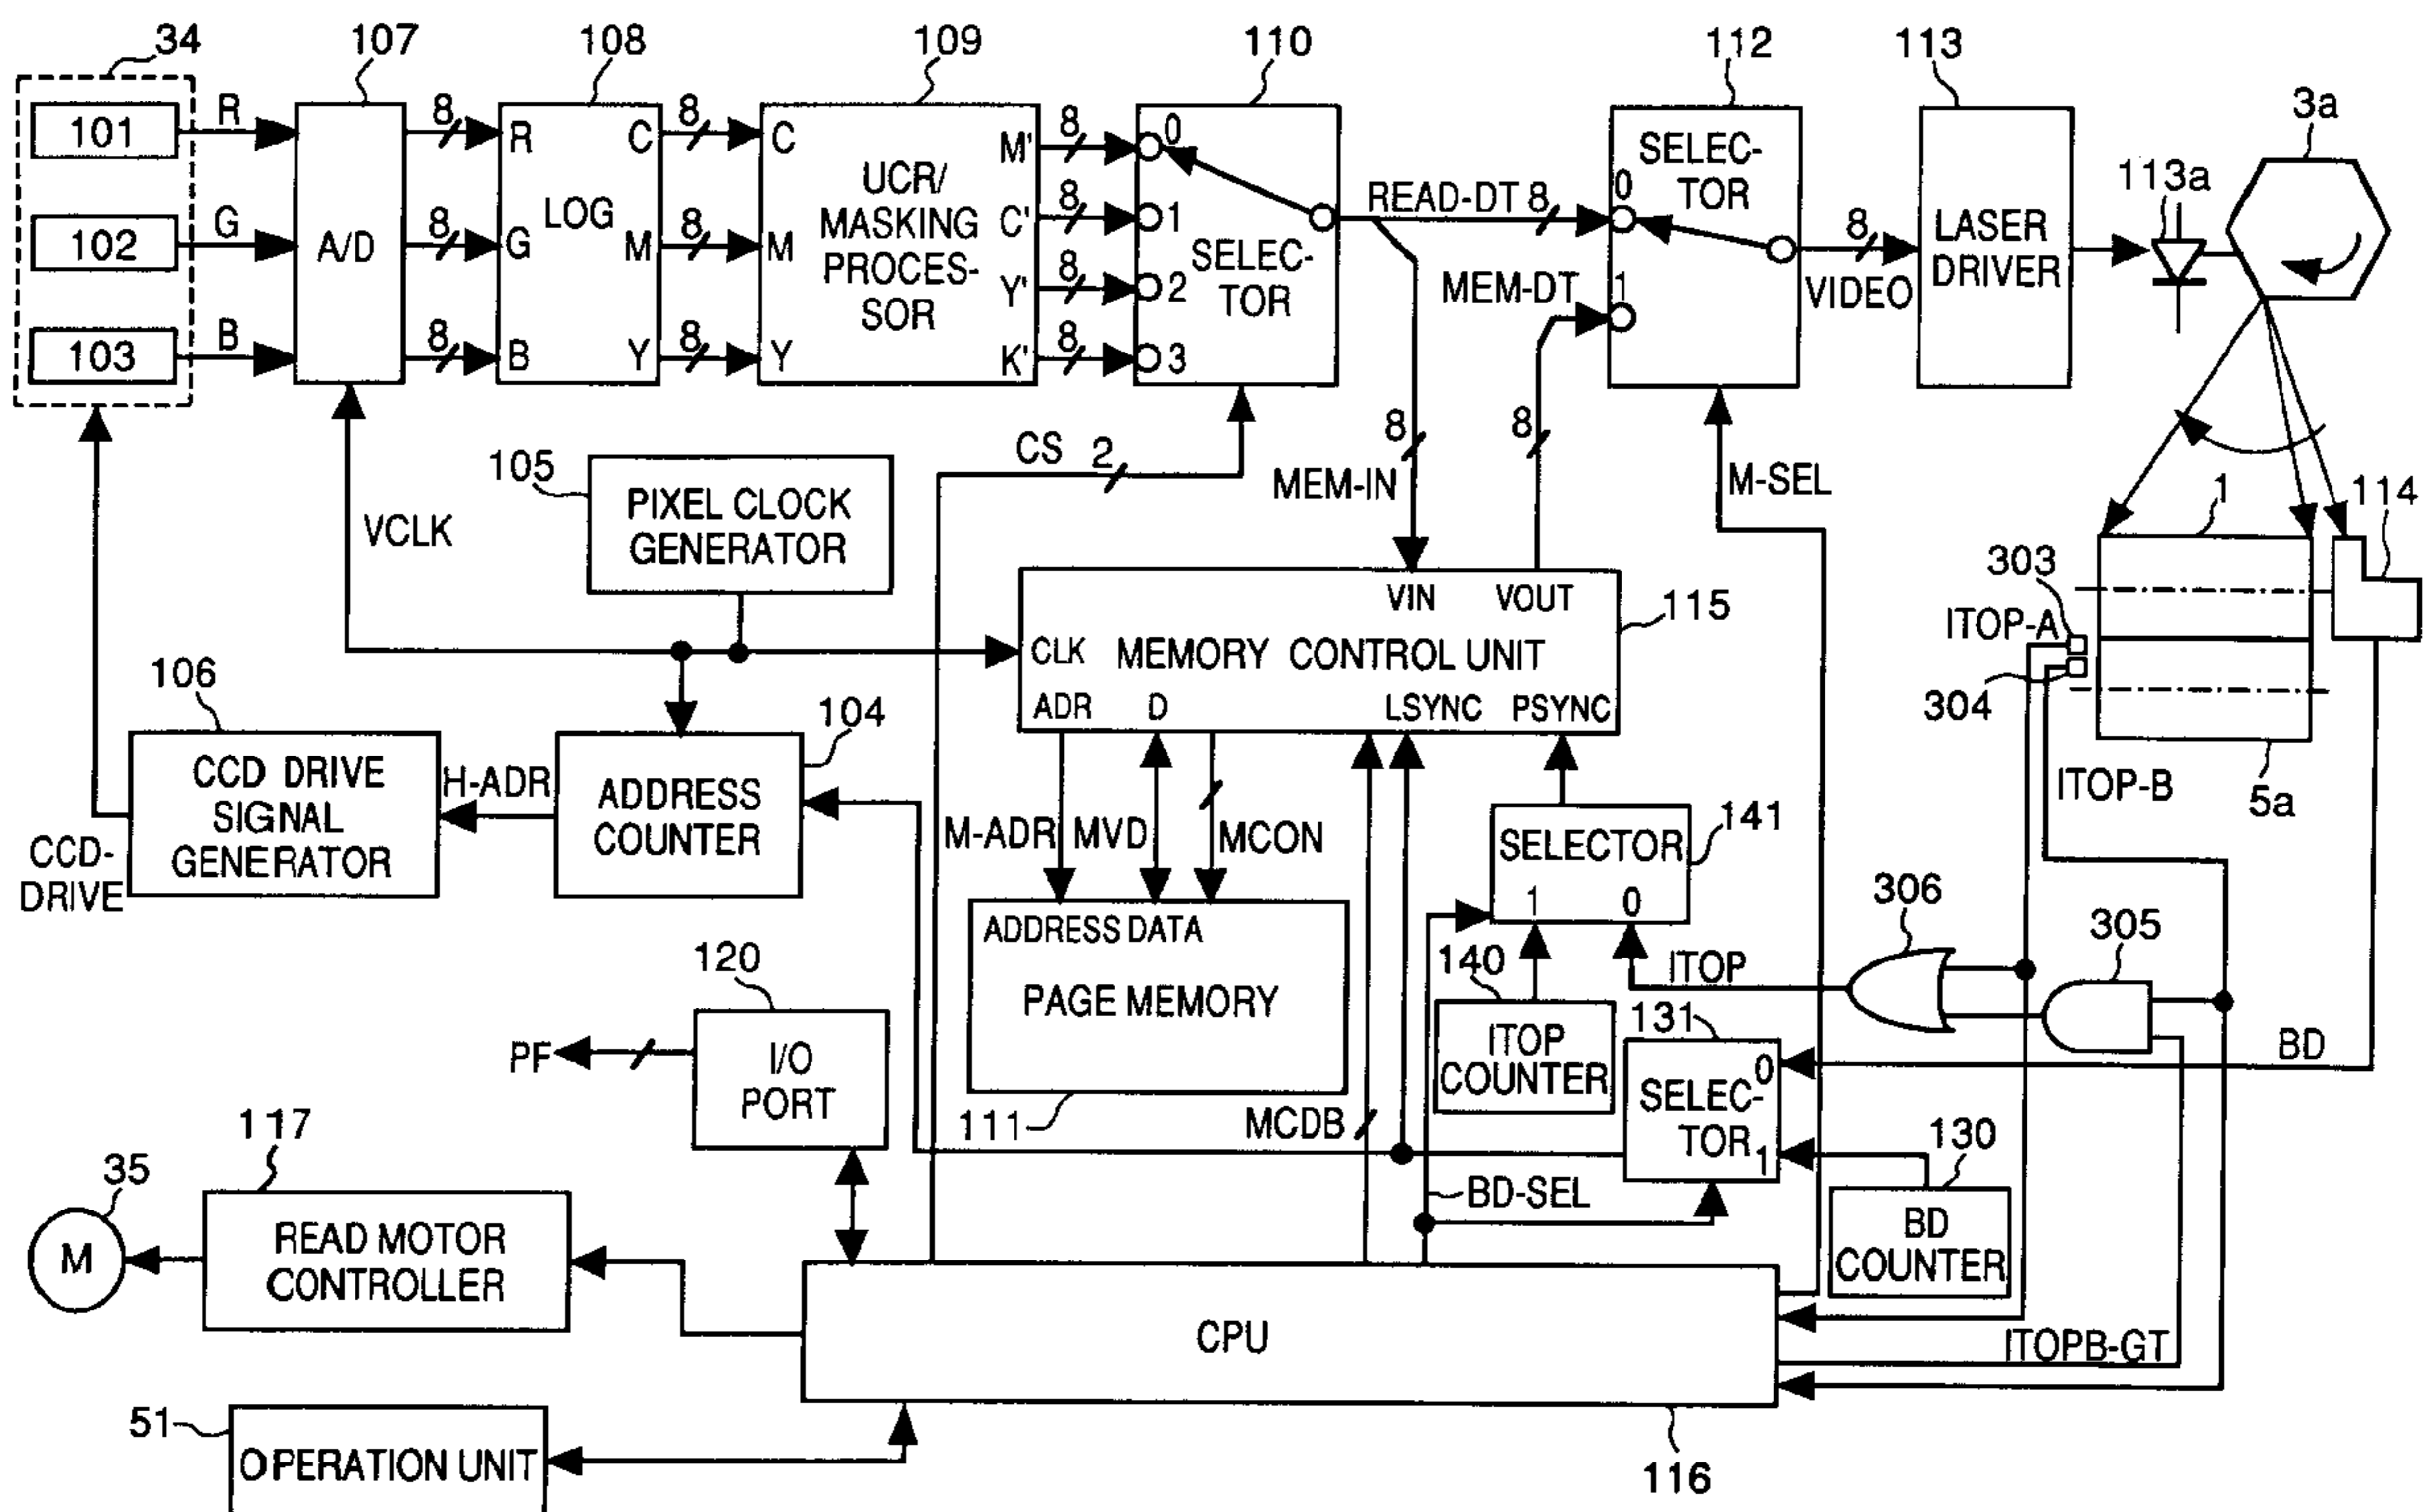 34
107
108
109
110
112
113
3a
101
102
103
R
G
B
A/D
8
8
8
R
G
B
LOG
C
M
Y
8
8
8
C
M
Y
UCR/
MASKING
PROCES-
SOR
M'
C'
Y'
K'
8
8
8
8
0
1
2
3
SELEC-
TOR
READ-DT 8
MEM-DT
SELEC-
TOR
0
1
8
VIDEO
LASER
DRIVER
113a
CS 2
8
MEM-IN
8
M-SEL
1
114
105
PIXEL CLOCK
GENERATOR
VCLK
303
ITOP-A
304
ITOP-B
5a
VIN VOUT
115
CLK MEMORY CONTROL UNIT
ADR D LSYNC PSYNC
106
CCD DRIVE
SIGNAL
GENERATOR
CCD-
DRIVE
H-ADR
104
ADDRESS
COUNTER
M-ADR MVD MCON
SELECTOR
1 0
141
ADDRESS DATA
PAGE MEMORY
111
306
305
ITOP
140
ITOP
COUNTER
131
SELEC-
TOR
0
1
BD
120
I/O
PORT
PF
MCDB
BD-SEL
130
BD
COUNTER
117
READ MOTOR
CONTROLLER
35
M
CPU
116
ITOPB-GT
51
OPERATION UNIT